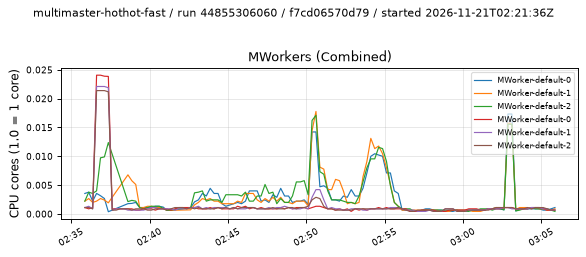 multimaster-hothot-fast / run 44855306060 / f7cd06570d79 / started 2026-11-21T02:21:36Z
MWorkers (Combined)
CPU cores (1.0 = 1 core)
0.025
0.020
0.015
0.010
0.005
0.000
MWorker-default-0
MWorker-default-1
MWorker-default-2
MWorker-default-0
MWorker-default-1
MWorker-default-2
02:35
02:40
02:45
02:50
02:55
03:00
03:05